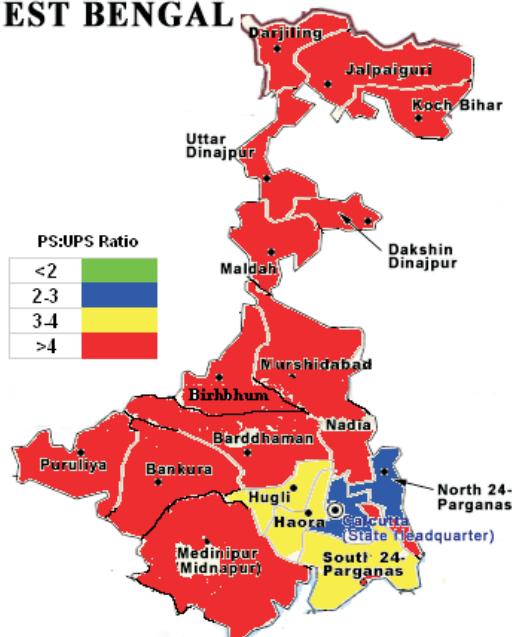 EST BENGAL
Darjiling
Jalpaiguri
Koch Bihar
Uttar
Dinajpur
Dakshin
Dinajpur
Maldah
PS:UPS Ratio
<2
2-3
3-4
>4
Murshidabad
Birhbhum
Nadia
Barddhaman
Puruliya
Bankura
Hugli
North 24-
Parganas
Haora
Calcutta
(State Headquarter)
Medinipur
(Midnapur)
South 24-
Parganas